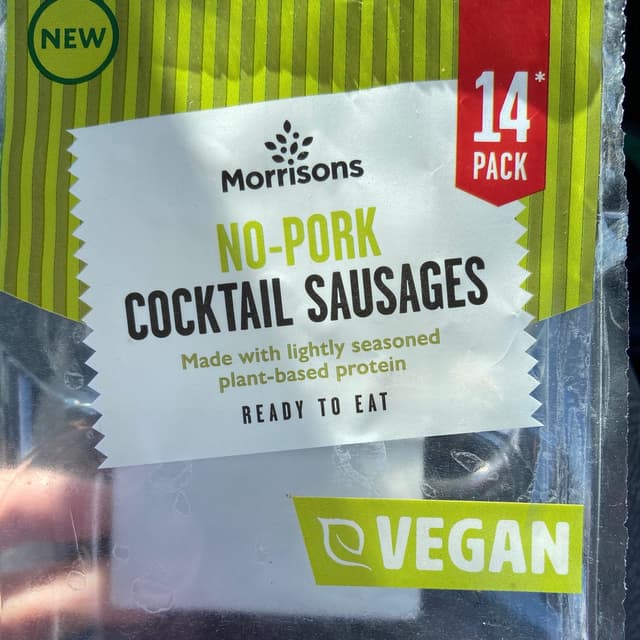 NEW
14*
PACK
Morrisons
NO-PORK
COCKTAIL SAUSAGES
Made with lightly seasoned
plant-based protein
READY TO EAT
VEGAN